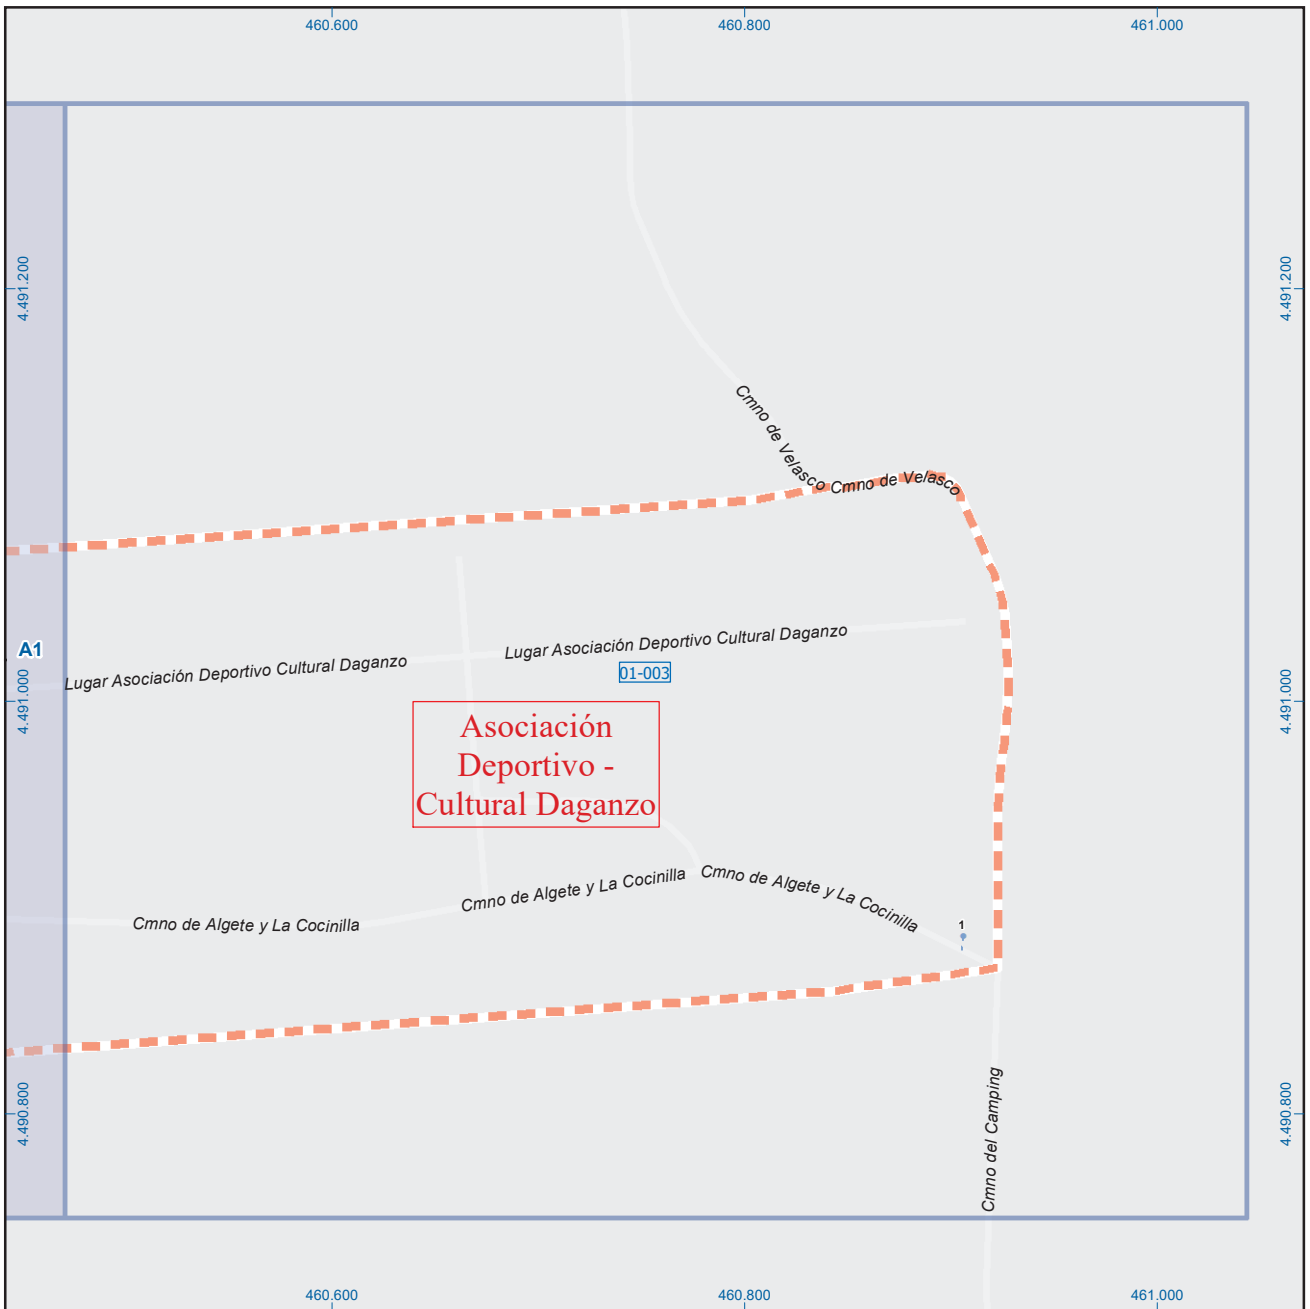 460.600
460.800
461.000
4.491.200
4.491.200
Cmno de Velasco
Cmno de Velasco
A1
Lugar Asociación Deportivo Cultural Daganzo
Lugar Asociación Deportivo Cultural Daganzo
01-003
4.491.000
4.491.000
Asociación
Deportivo -
Cultural Daganzo
Cmno de Algete y La Cocinilla
Cmno de Algete y La Cocinilla
Cmno de Algete y La Cocinilla
1
4.490.800
4.490.800
Cmno del Camping
460.600
460.800
461.000